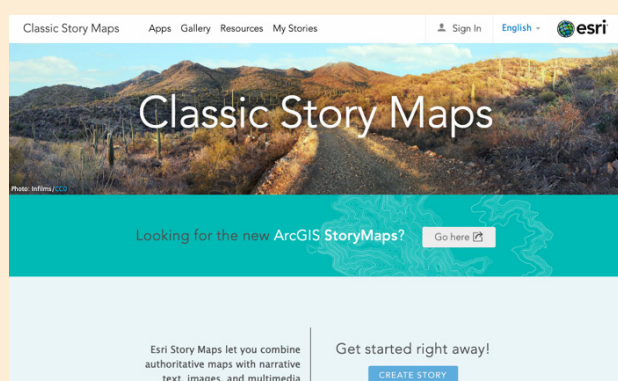 Classic Story Maps Apps Gallery Resources My Stories Sign In English esri
Classic Story Maps
Photo: Infilms/CC0
Looking for the new ArcGIS StoryMaps? Go here
Esri Story Maps let you combine
authoritative maps with narrative
text, images, and multimedia
Get started right away!
CREATE STORY